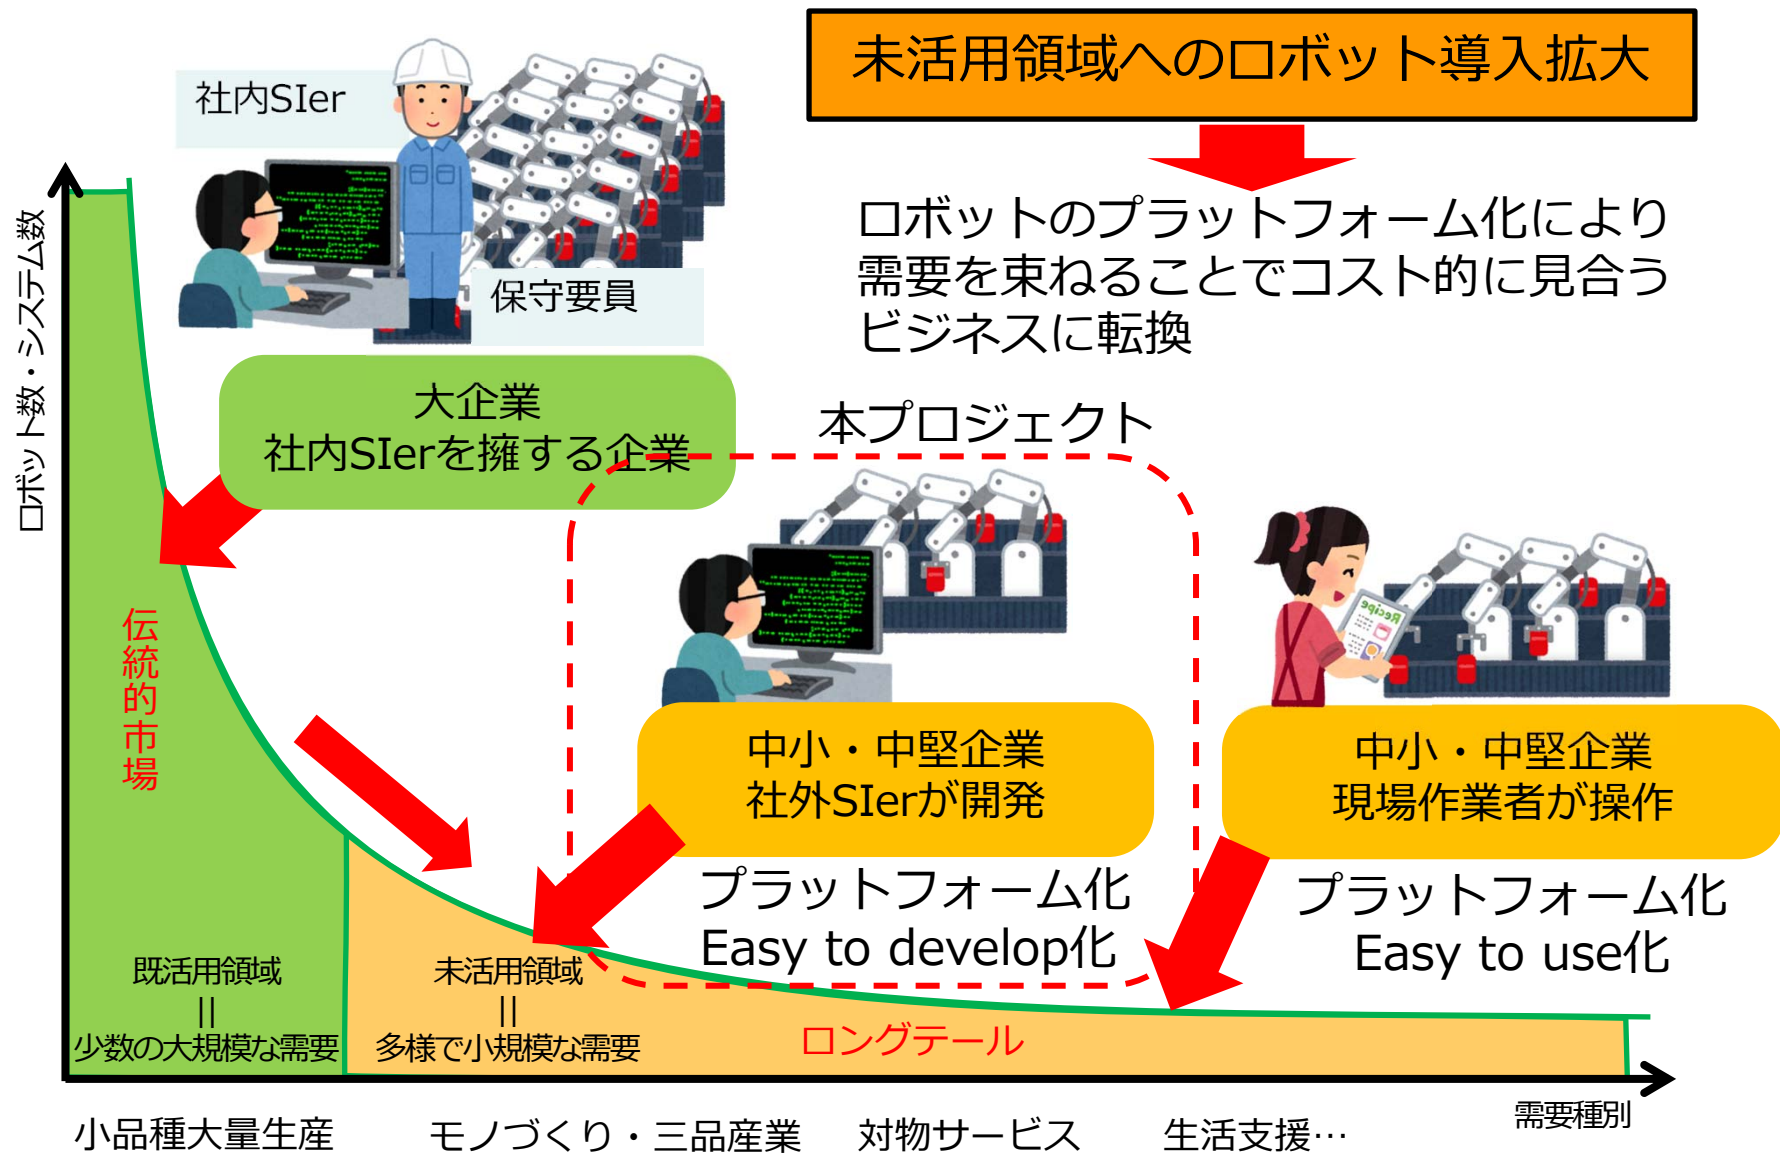 未活用領域へのロボット導入拡大
社内SIer
保守要員
ロボットのプラットフォーム化により
需要を束ねることでコスト的に見合う
ビジネスに転換
ロボット数・システム数
大企業
社内SIerを擁する企業
本プロジェクト
Recipe
伝統的市場
中小・中堅企業
社外SIerが開発
中小・中堅企業
現場作業者が操作
プラットフォーム化
Easy to develop化
プラットフォーム化
Easy to use化
既活用領域
||
少数の大規模な需要
未活用領域
||
多様で小規模な需要
ロングテール
需要種別
小品種大量生産
モノづくり・三品産業
対物サービス
生活支援…